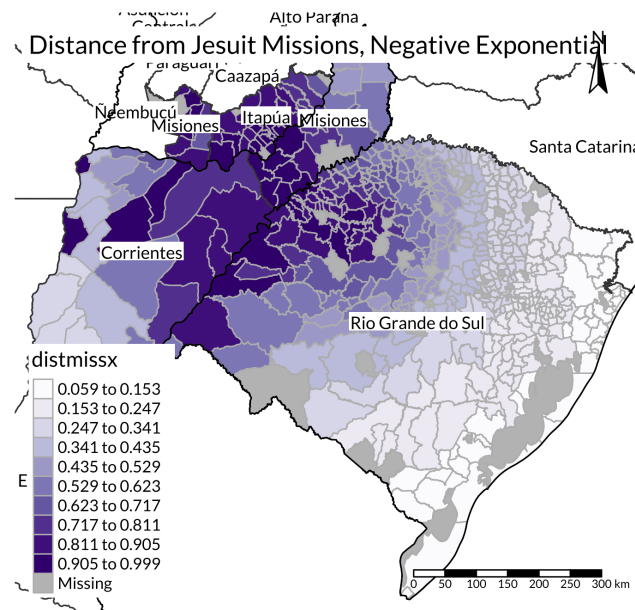 Alto Paraná
Distance from Jesuit Missions, Negative Exponential
N
Paraguarí
Caazapá
Ñeembucú
Misiones
Itapúa
Misiones
Santa Catarina
Corrientes
Rio Grande do Sul
distmissx
0.059 to 0.153
0.153 to 0.247
0.247 to 0.341
0.341 to 0.435
0.435 to 0.529
0.529 to 0.623
0.623 to 0.717
0.717 to 0.811
0.811 to 0.905
0.905 to 0.999
Missing
E
0 50 100 150 200 250 300 km